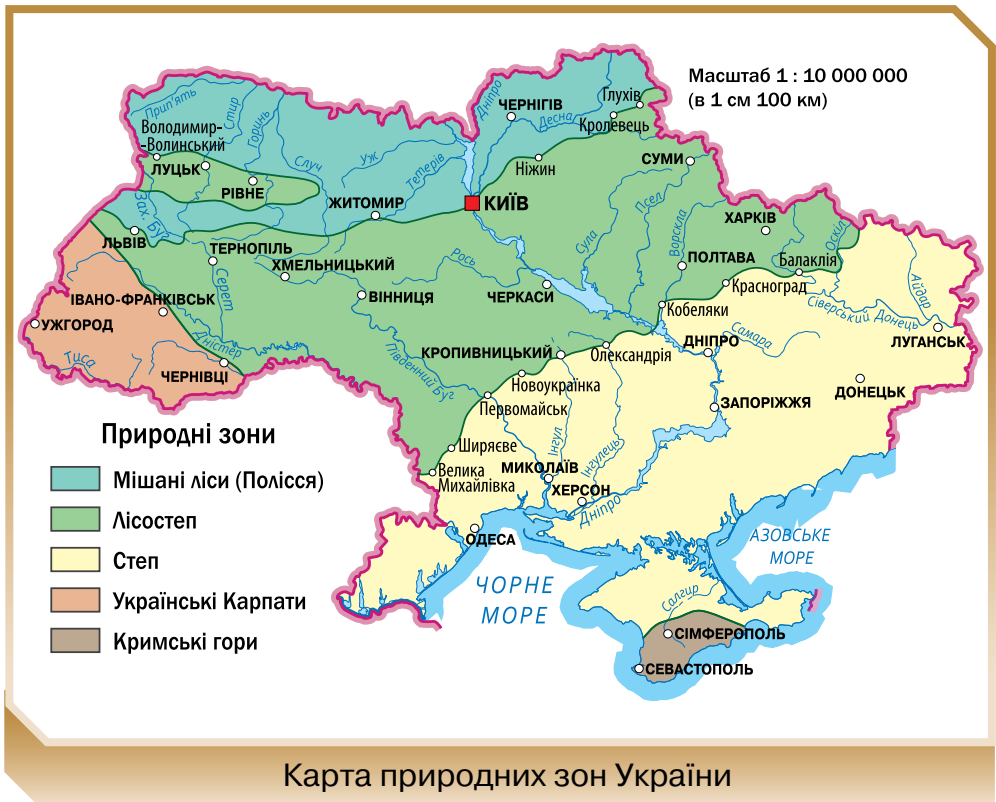 Масштаб 1 : 10 000 000
(в 1 см 100 км)
Прип'ять
Стир
Горинь
Случ
Уж
Тетерів
Дніпро
ЧЕРНІГІВ
Десна
Глухів
Кролевець
Володимир-
-Волинський
ЛУЦЬК
РІВНЕ
Ніжин
СУМИ
ЖИТОМИР
КИЇВ
Зах. Буг
ЛЬВІВ
ТЕРНОПІЛЬ
ХМЕЛЬНИЦЬКИЙ
Серет
Рось
Сула
Псел
Ворскла
ХАРКІВ
Оскіл
ПОЛТАВА
Балаклія
Красноград
Айдар
Сіверський Донець
ІВАНО-ФРАНКІВСЬК
ВІННИЦЯ
ЧЕРКАСИ
Кобеляки
УЖГОРОД
Тиса
Дністер
ЧЕРНІВЦІ
Південний Буг
КРОПИВНИЦЬКИЙ
Олександрія
ДНІПРО
Самара
ЛУГАНСЬК
Новоукраїнка
Первомайськ
ЗАПОРІЖЖЯ
ДОНЕЦЬК
Ширяєве
Інгул
Інгулець
Велика
Михайлівка
МИКОЛАЇВ
ХЕРСОН
Дніпро
ОДЕСА
ЧОРНЕ
МОРЕ
АЗОВСЬКЕ
МОРЕ
Салгир
СІМФЕРОПОЛЬ
СЕВАСТОПОЛЬ
Природні зони
Мішані ліси (Полісся)
Лісостеп
Степ
Українські Карпати
Кримські гори
Карта природних зон України